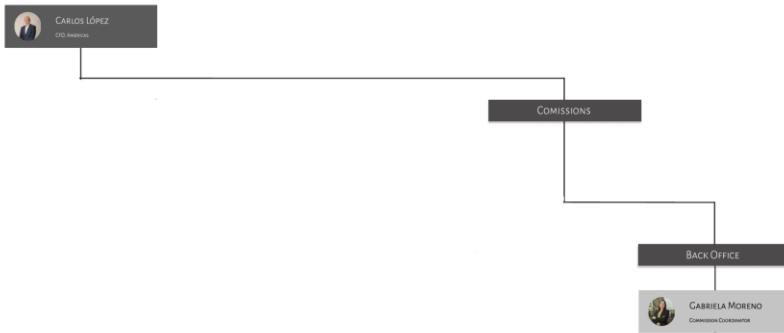 Carlos López
CFO, Americas
Comissions
Back Office
Gabriela Moreno
Commission Coordinator